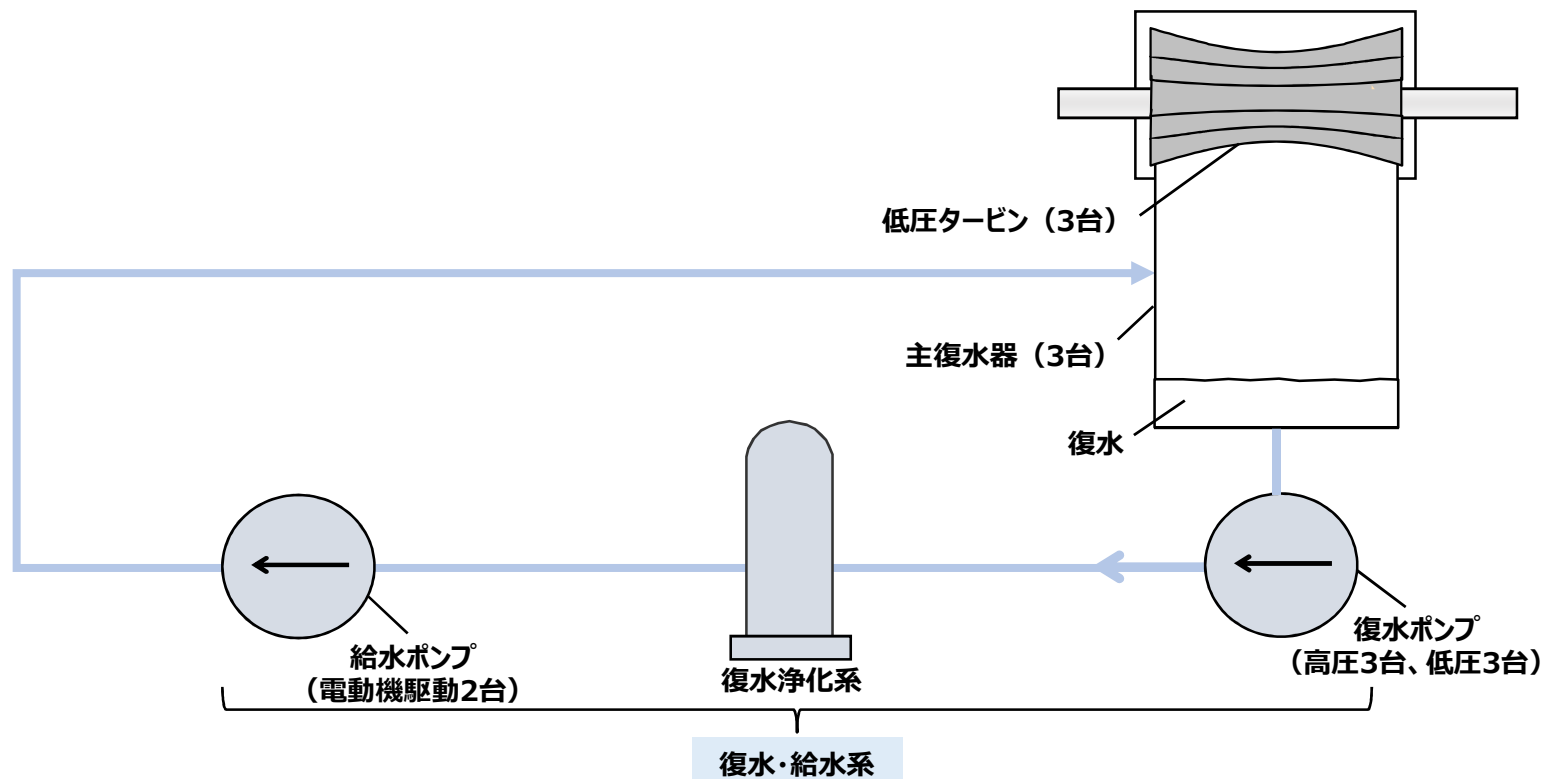 低圧タービン（3台）
主復水器（3台）
復水
復水ポンプ
（高圧3台、低圧3台）
給水ポンプ
（電動機駆動2台）
復水浄化系
復水・給水系